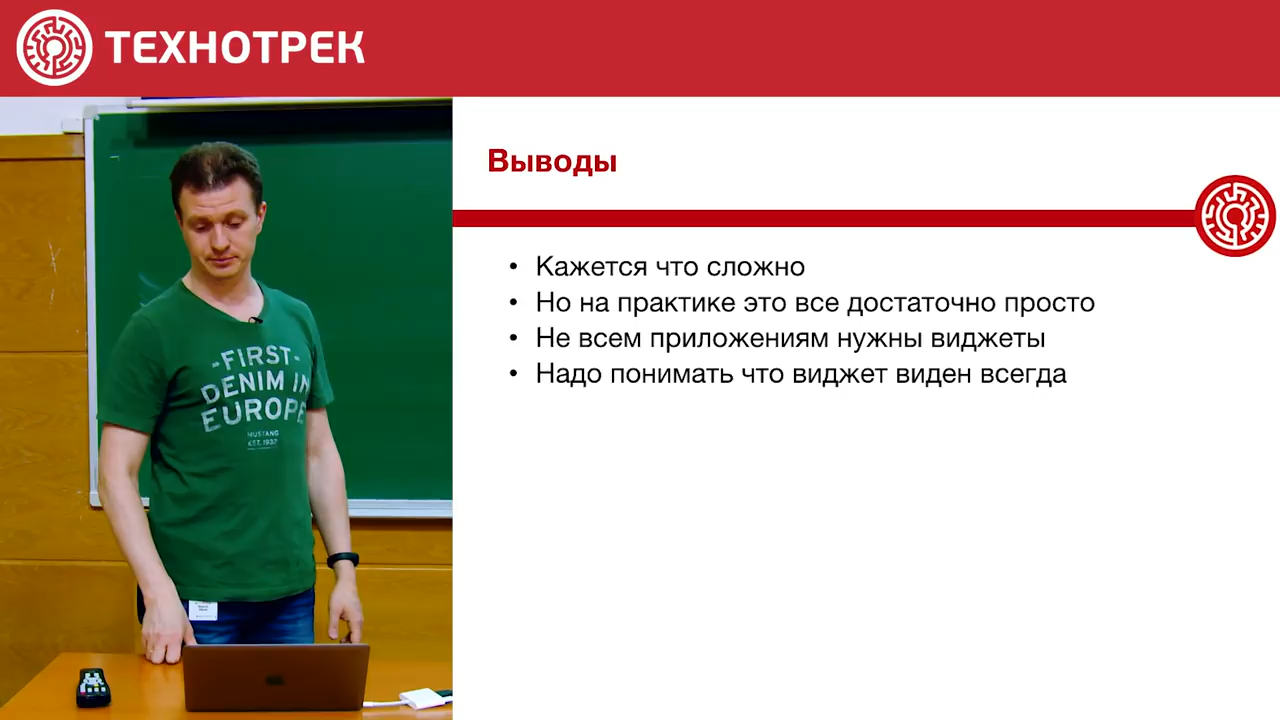 ТЕХНОТРЕК
Выводы
• Кажется что сложно
• Но на практике это все достаточно просто
• Не всем приложениям нужны виджеты
• Надо понимать что виджет виден всегда
-FIRST-
DENIM IN
EUROPE
MUSTANG
EST. 1932